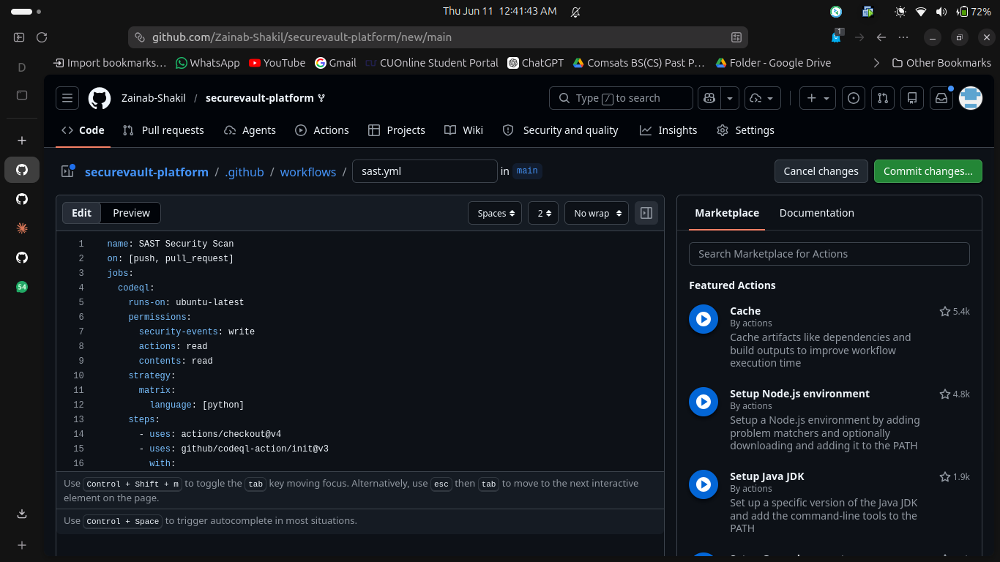 Thu Jun 11 12:41:43 AM
72%
github.com/Zainab-Shakil/securevault-platform/new/main
1
D
Import bookmarks...
WhatsApp
YouTube
Gmail
CUOnline Student Portal
ChatGPT
Comsats BS(CS) Past P...
Folder - Google Drive
Other Bookmarks
Zainab-Shakil / securevault-platform
Type / to search
Code
Pull requests
Agents
Actions
Projects
Wiki
Security and quality
Insights
Settings
securevault-platform / .github / workflows / sast.yml in main
Cancel changes
Commit changes...
Edit
Preview
Spaces
2
No wrap
1 name: SAST Security Scan
2 on: [push, pull_request]
3 jobs:
4 codeql:
5 runs-on: ubuntu-latest
6 permissions:
7 security-events: write
8 actions: read
9 contents: read
10 strategy:
11 matrix:
12 language: [python]
13 steps:
14 - uses: actions/checkout@v4
15 - uses: github/codeql-action/init@v3
16 with:
Use Control + Shift + m to toggle the tab key moving focus. Alternatively, use esc then tab to move to the next interactive
element on the page.
Use Control + Space to trigger autocomplete in most situations.
Marketplace
Documentation
Search Marketplace for Actions
Featured Actions
Cache
5.4k
By actions
Cache artifacts like dependencies and
build outputs to improve workflow
execution time
Setup Node.js environment
4.8k
By actions
Setup a Node.js environment by adding
problem matchers and optionally
downloading and adding it to the PATH
Setup Java JDK
1.9k
By actions
Set up a specific version of the Java JDK
and add the command-line tools to the
PATH
54